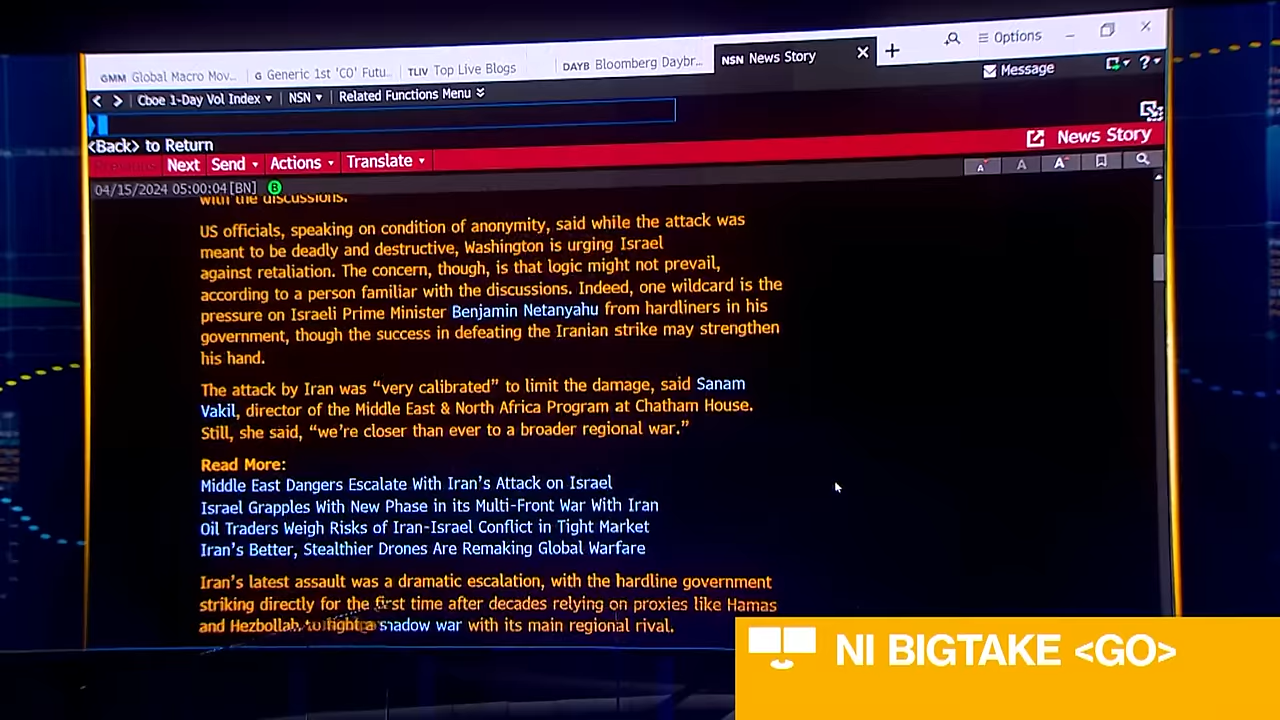 GMM Global Macro Mov...
G Generic 1st 'CO' Futu...
TLIV Top Live Blogs
DAYB Bloomberg Daybr...
NSN News Story
Options
Cboe 1-Day Vol Index
NSN
Related Functions Menu
Message
<Back> to Return
News Story
Previous Next Send Actions Translate
04/15/2024 05:00:04 [BN] B
with the discussions.
US officials, speaking on condition of anonymity, said while the attack was
meant to be deadly and destructive, Washington is urging Israel
against retaliation. The concern, though, is that logic might not prevail,
according to a person familiar with the discussions. Indeed, one wildcard is the
pressure on Israeli Prime Minister Benjamin Netanyahu from hardliners in his
government, though the success in defeating the Iranian strike may strengthen
his hand.
The attack by Iran was “very calibrated” to limit the damage, said Sanam
Vakil, director of the Middle East & North Africa Program at Chatham House.
Still, she said, “we’re closer than ever to a broader regional war.”
Read More:
Middle East Dangers Escalate With Iran’s Attack on Israel
Israel Grapples With New Phase in its Multi-Front War With Iran
Oil Traders Weigh Risks of Iran-Israel Conflict in Tight Market
Iran’s Better, Stealthier Drones Are Remaking Global Warfare
Iran’s latest assault was a dramatic escalation, with the hardline government
striking directly for the first time after decades relying on proxies like Hamas
and Hezbollah to fight a shadow war with its main regional rival.
NI BIGTAKE <GO>